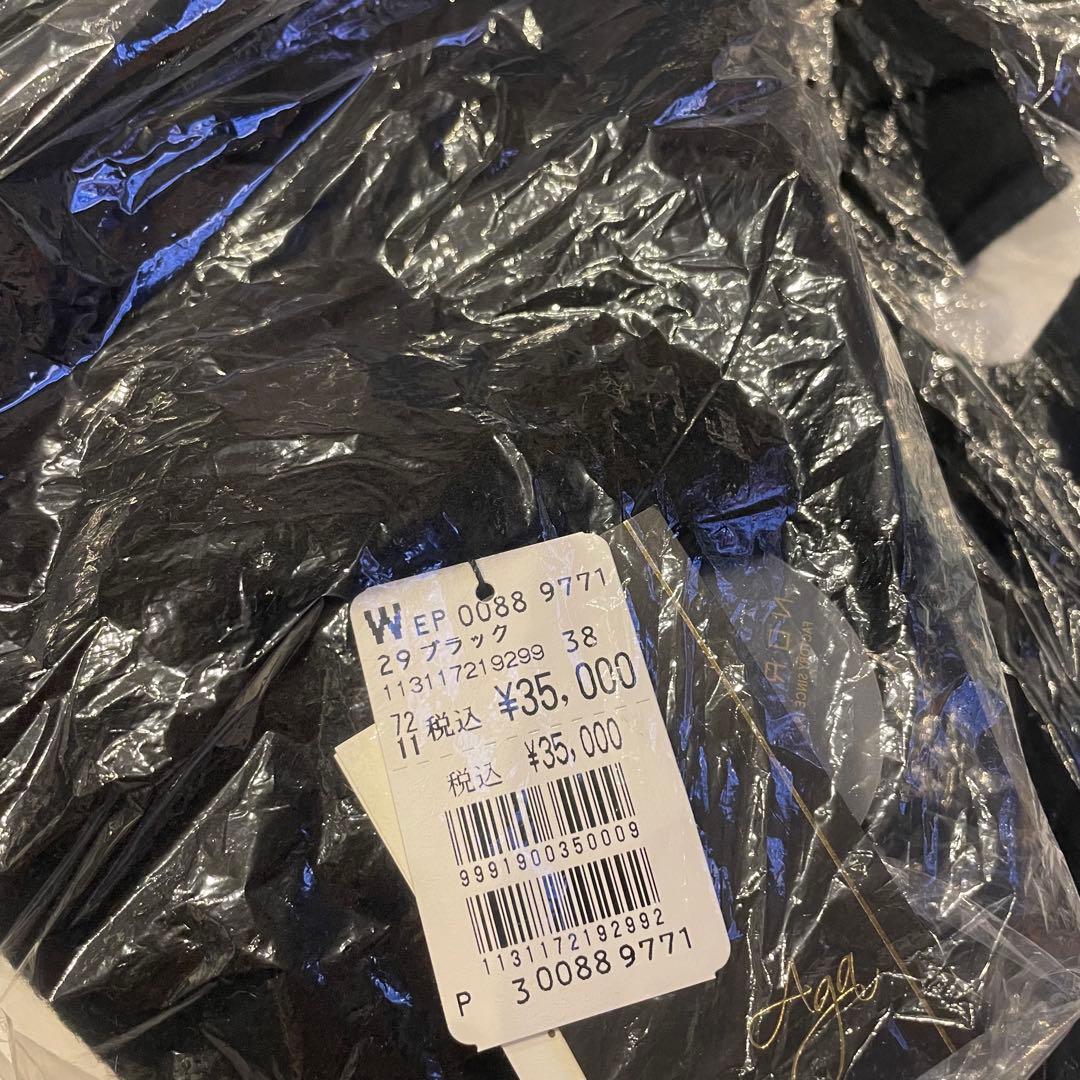 W EP 0088 9771
29 ブラック
113117219299 38
72
11 税込 ¥35,000
税込 ¥35,000
9991900350009
1131172192992
P 30088 9771
Aga